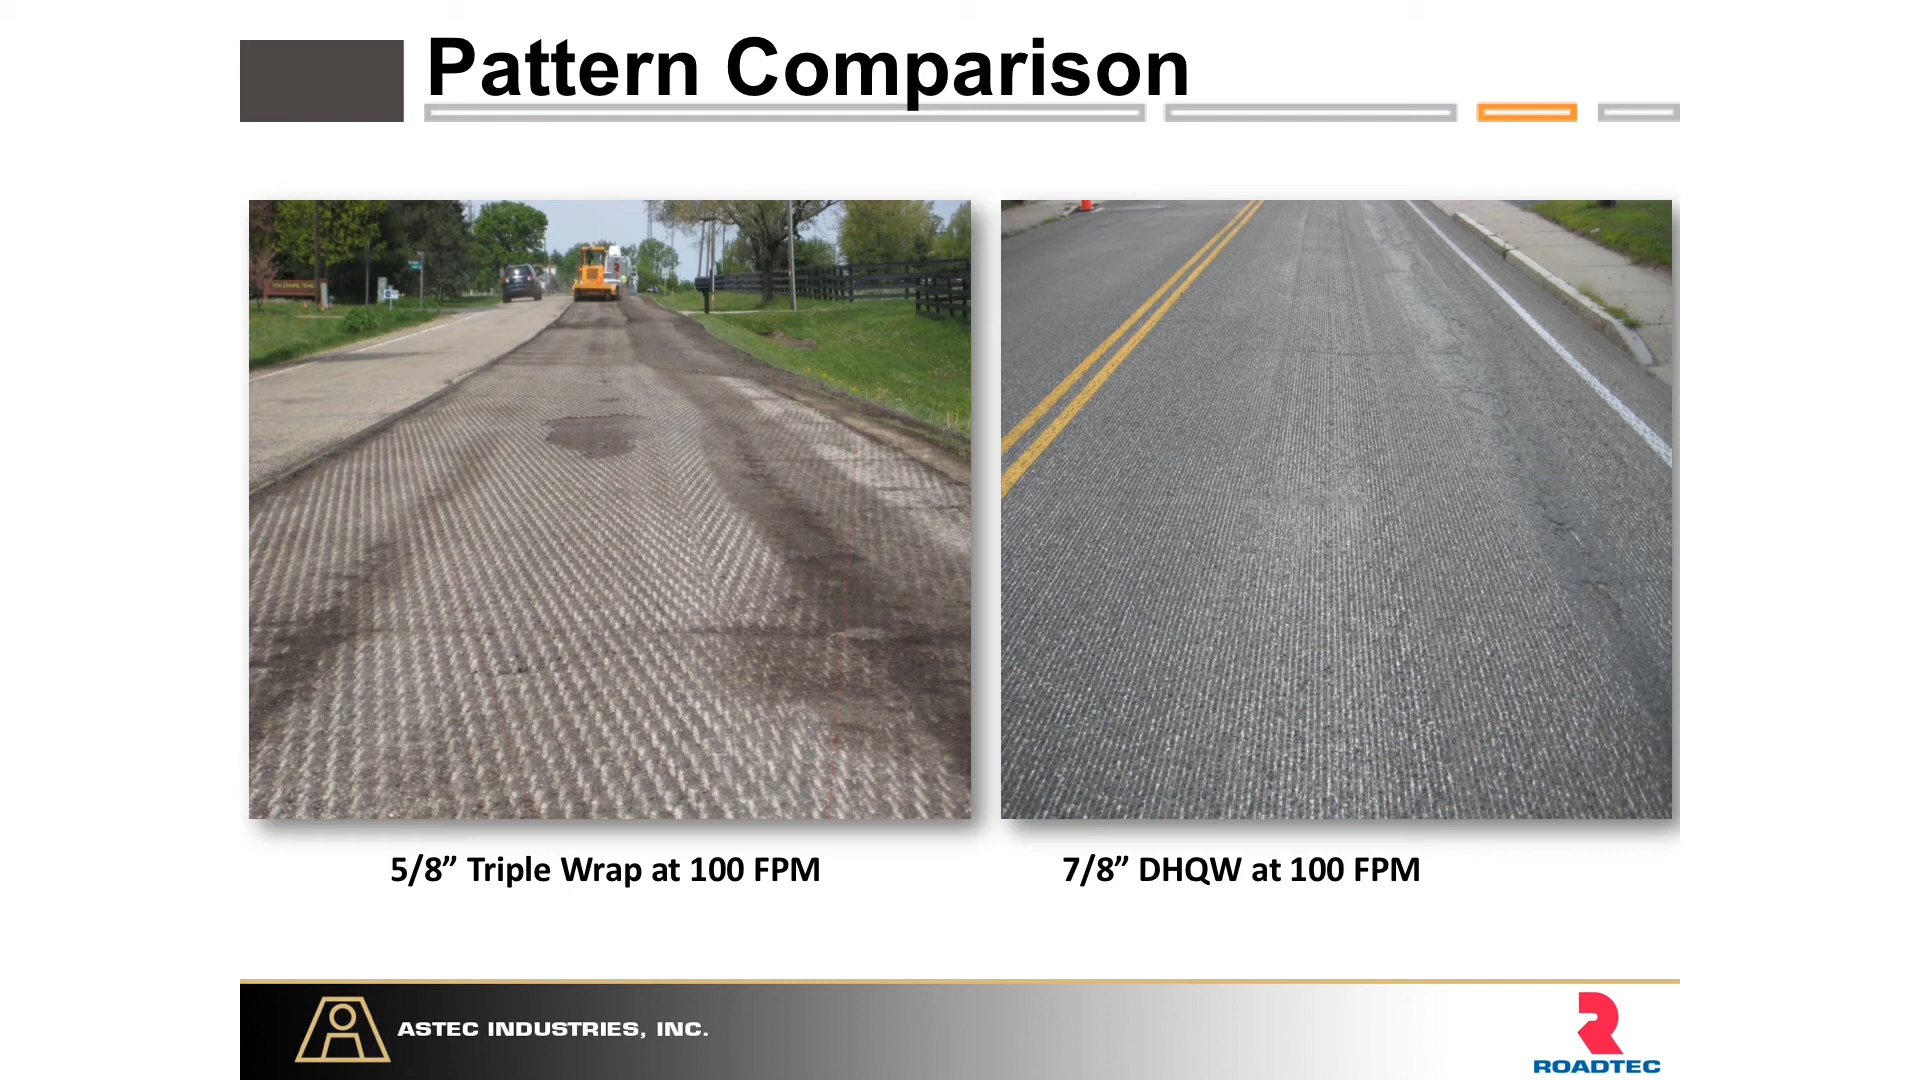 Pattern Comparison
5/8” Triple Wrap at 100 FPM
7/8” DHQW at 100 FPM
ASTEC INDUSTRIES, INC.
ROADTEC